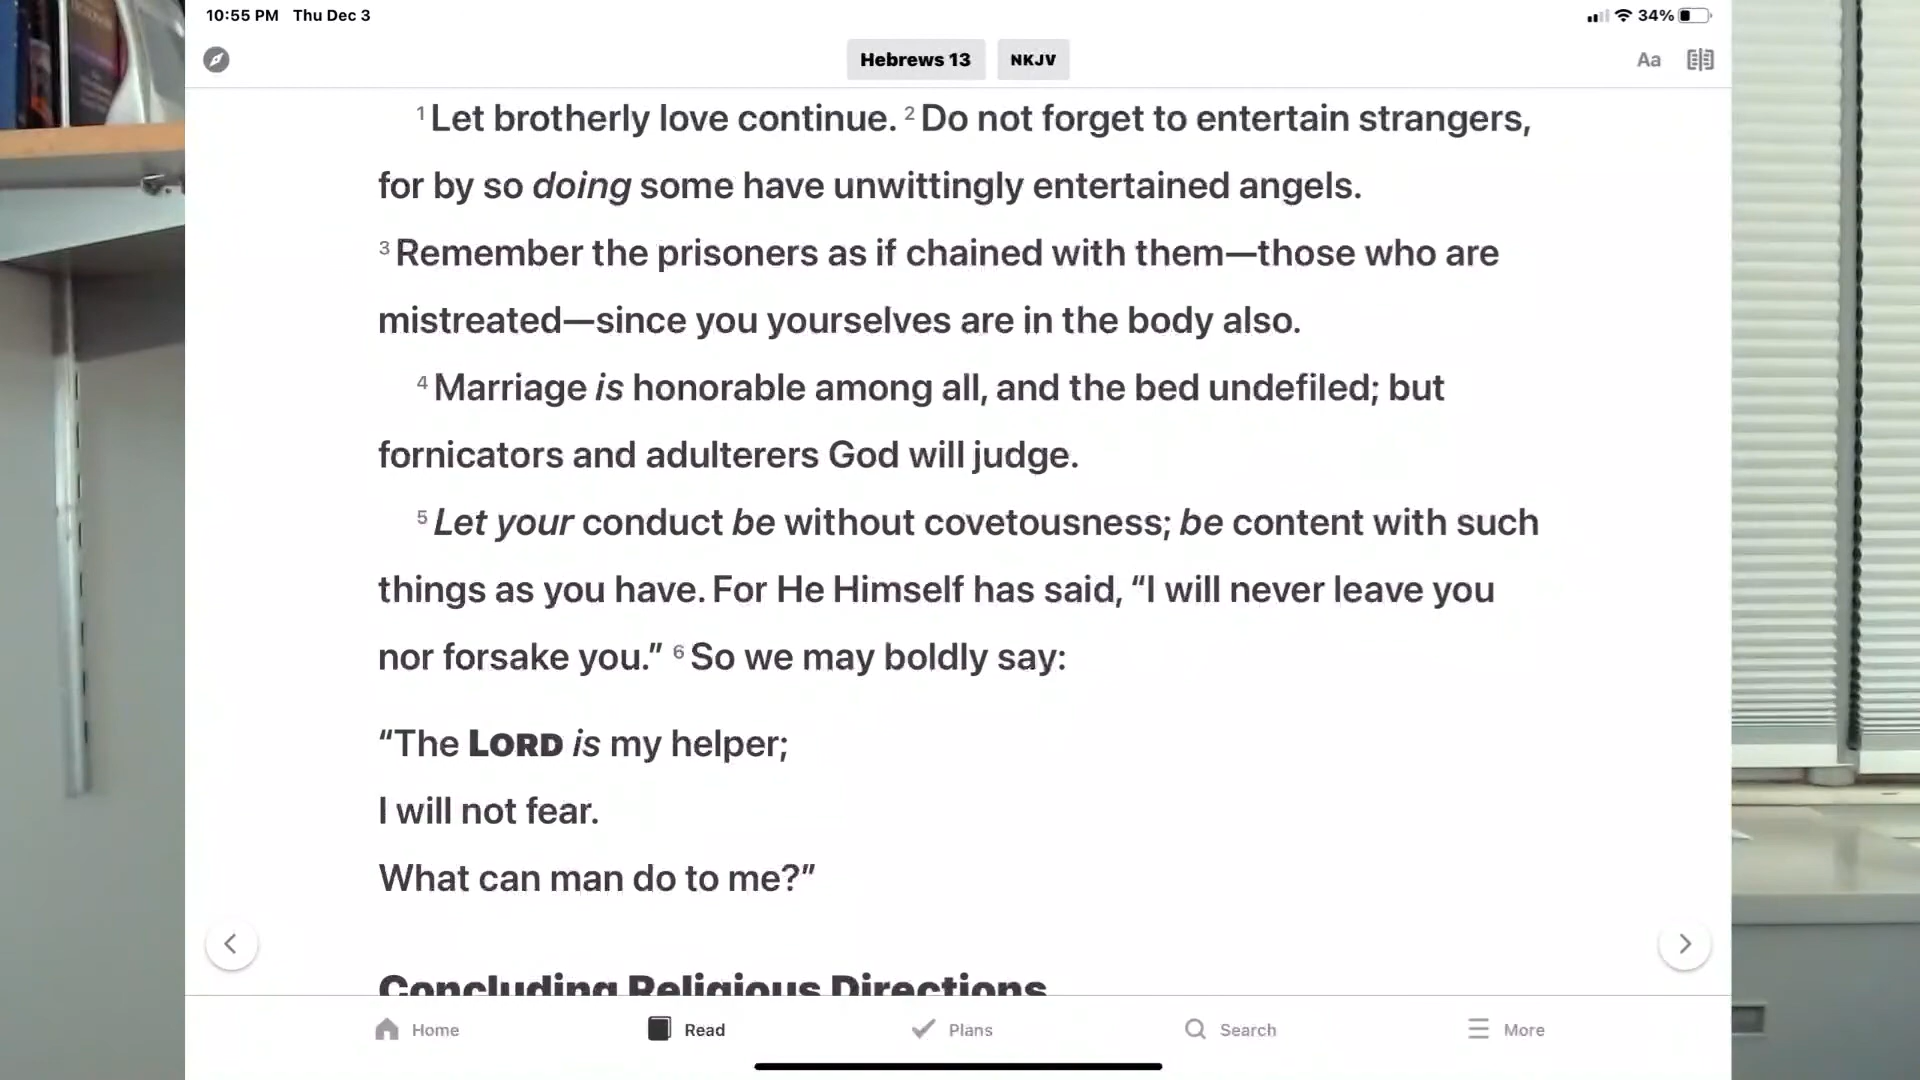 10:55 PM Thu Dec 3
34%
Hebrews 13 NKJV
Aa
1 Let brotherly love continue. 2 Do not forget to entertain strangers,
for by so doing some have unwittingly entertained angels.
3 Remember the prisoners as if chained with them—those who are
mistreated—since you yourselves are in the body also.
4 Marriage is honorable among all, and the bed undefiled; but
fornicators and adulterers God will judge.
5 Let your conduct be without covetousness; be content with such
things as you have. For He Himself has said, “I will never leave you
nor forsake you.” 6 So we may boldly say:
“The LORD is my helper;
I will not fear.
What can man do to me?”
Concluding Religious Directions
Home Read Plans Search More